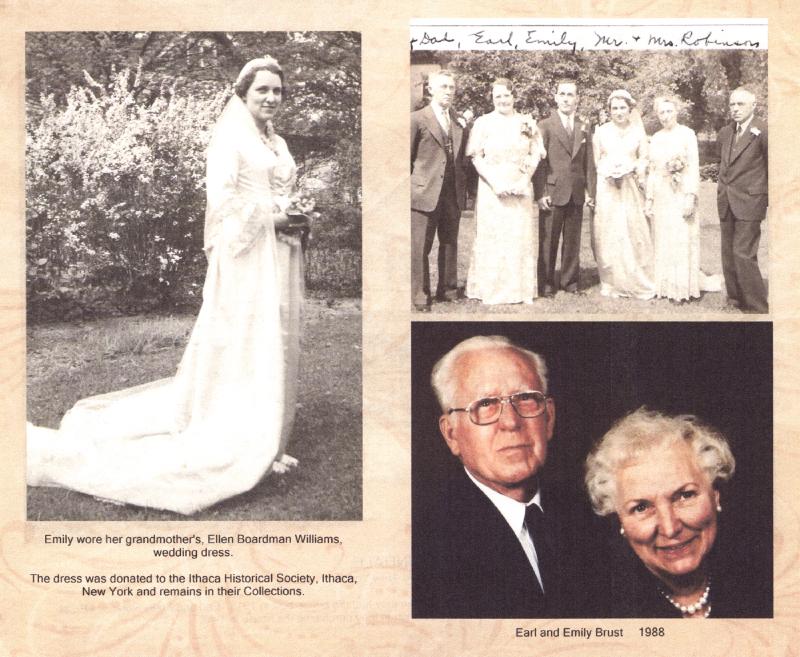 + Dad, Earl, Emily, Mr. + Mrs. Robinson
Emily wore her grandmother's, Ellen Boardman Williams,
wedding dress.
The dress was donated to the Ithaca Historical Society, Ithaca,
New York and remains in their Collections.
Earl and Emily Brust 1988